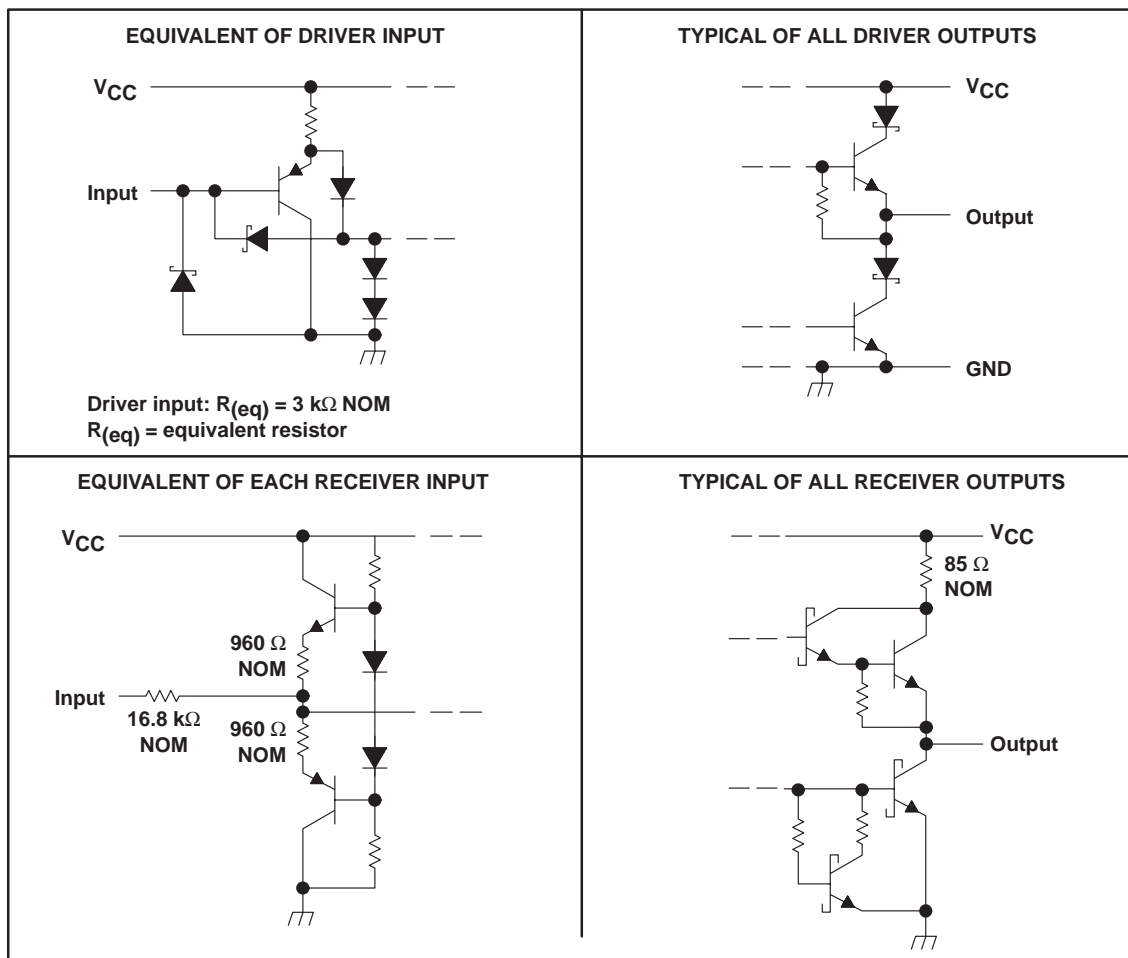 EQUIVALENT OF DRIVER INPUT
VCC
Input
Driver input: R(eq) = 3 kΩ NOM
R(eq) = equivalent resistor
TYPICAL OF ALL DRIVER OUTPUTS
VCC
Output
GND
EQUIVALENT OF EACH RECEIVER INPUT
VCC
960 Ω
NOM
Input
16.8 kΩ
NOM
960 Ω
NOM
TYPICAL OF ALL RECEIVER OUTPUTS
VCC
85 Ω
NOM
Output